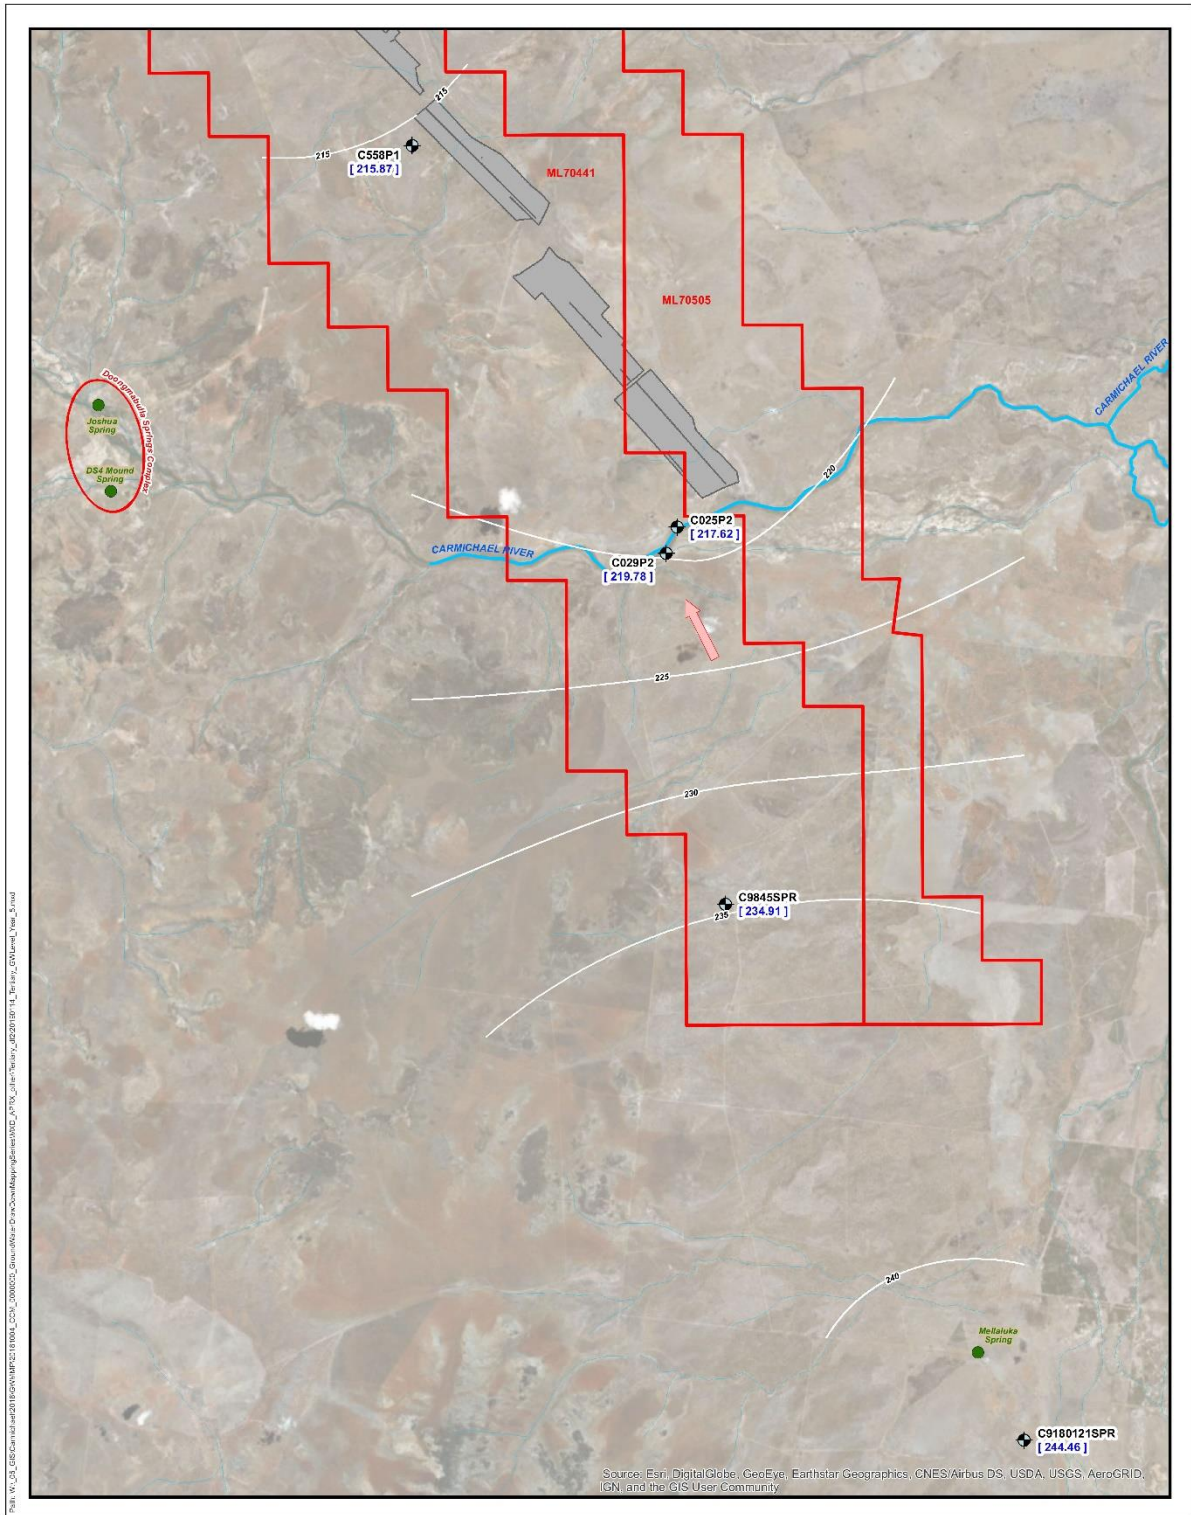 215
C558P1
215
[ 215.87 ]
ML70441
ML70505
CARMICHAEL RIVER
Doongmabulla Springs Complex
Joshua
Spring
DS4 Mound
Spring
220
C025P2
[ 217.62 ]
CARMICHAEL RIVER
C029P2
[ 219.78 ]
225
230
C9845SPR
[ 234.91 ]
235
240
Mellaluka
Spring
C9180121SPR
[ 244.46 ]
Source: Esri, DigitalGlobe, GeoEye, Earthstar Geographics, CNES/Airbus DS, USDA, USGS, AeroGRID,
IGN, and the GIS User Community